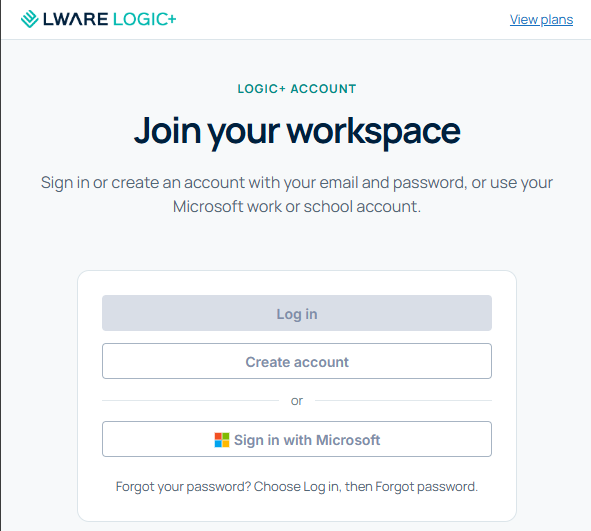 LWARE LOGIC+
View plans
LOGIC+ ACCOUNT
Join your workspace
Sign in or create an account with your email and password, or use your
Microsoft work or school account.
Log in
Create account
or
Sign in with Microsoft
Forgot your password? Choose Log in, then Forgot password.